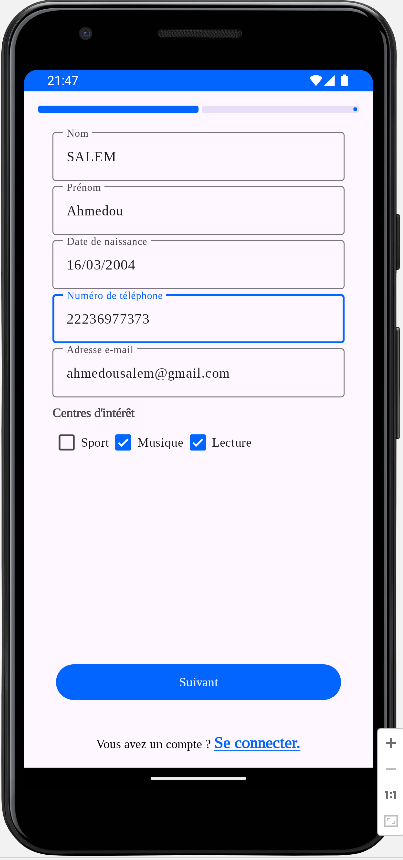 21:47
Nom
SALEM
Prénom
Ahmedou
Date de naissance
16/03/2004
Numéro de téléphone
22236977373
Adresse e-mail
ahmedousalem@gmail.com
Centres d'intérêt
Sport Musique Lecture
Suivant
Vous avez un compte ? Se connecter.
1:1